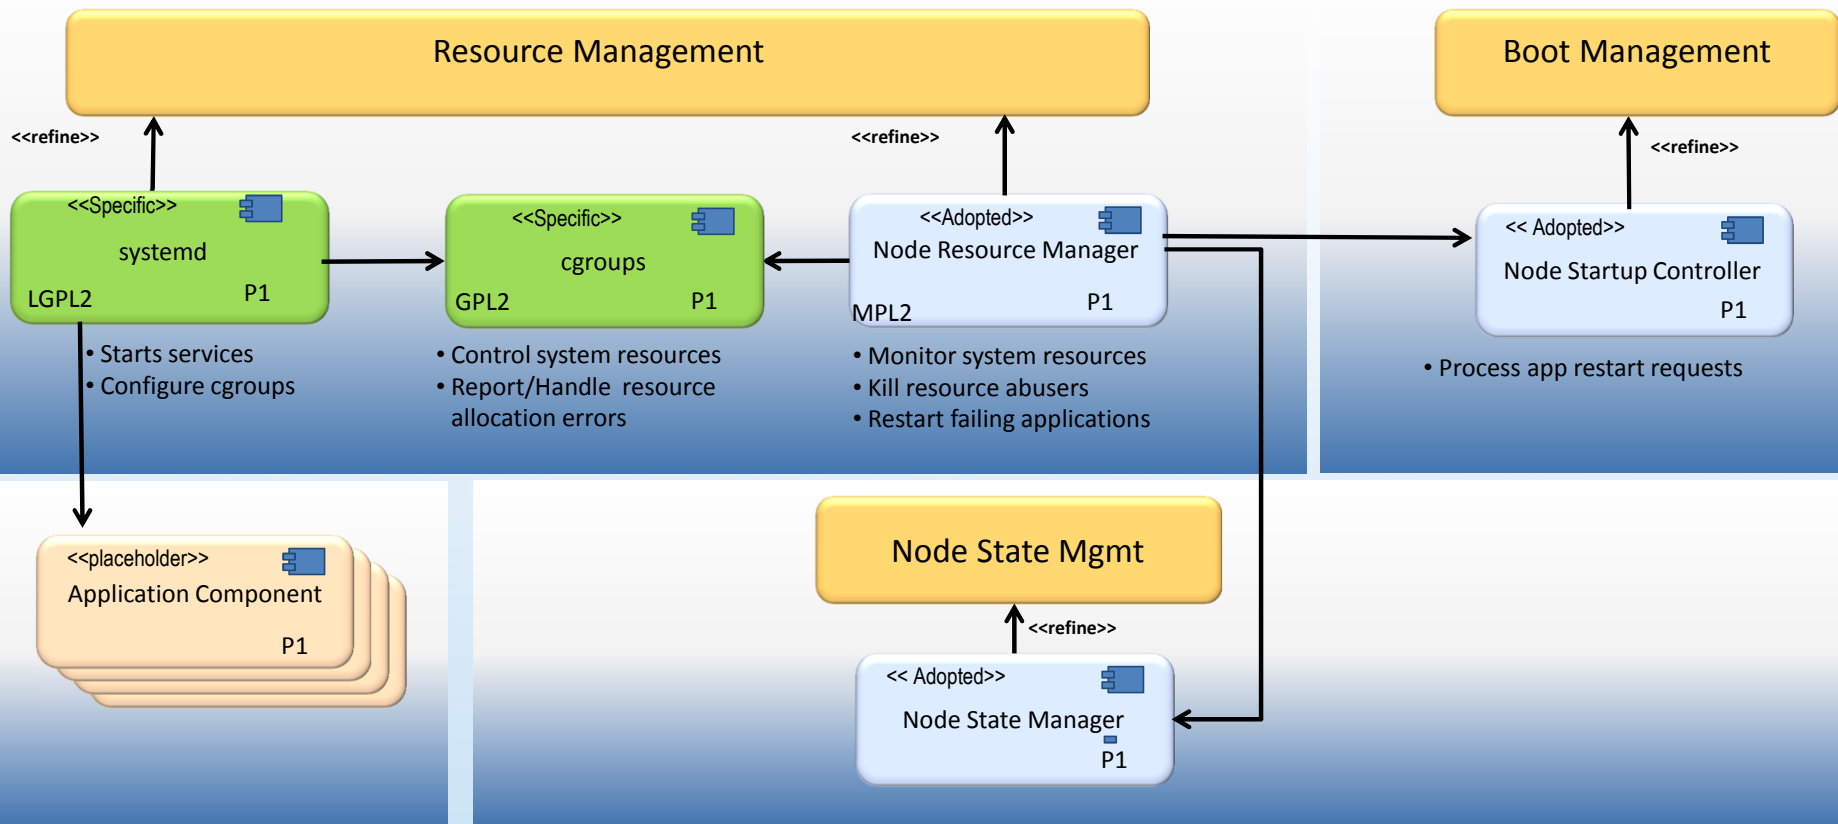 Resource Management
Boot Management
<<refine>>
<<refine>>
<<refine>>
<<Specific>>
systemd
LGPL2
P1
<<Specific>>
cgroups
GPL2
P1
<<Adopted>>
Node Resource Manager
MPL2
P1
<< Adopted>>
Node Startup Controller
P1
• Starts services
• Configure cgroups
• Control system resources
• Report/Handle resource
allocation errors
• Monitor system resources
• Kill resource abusers
• Restart failing applications
• Process app restart requests
<<placeholder>>
Application Component
P1
Node State Mgmt
<<refine>>
<< Adopted>>
Node State Manager
P1